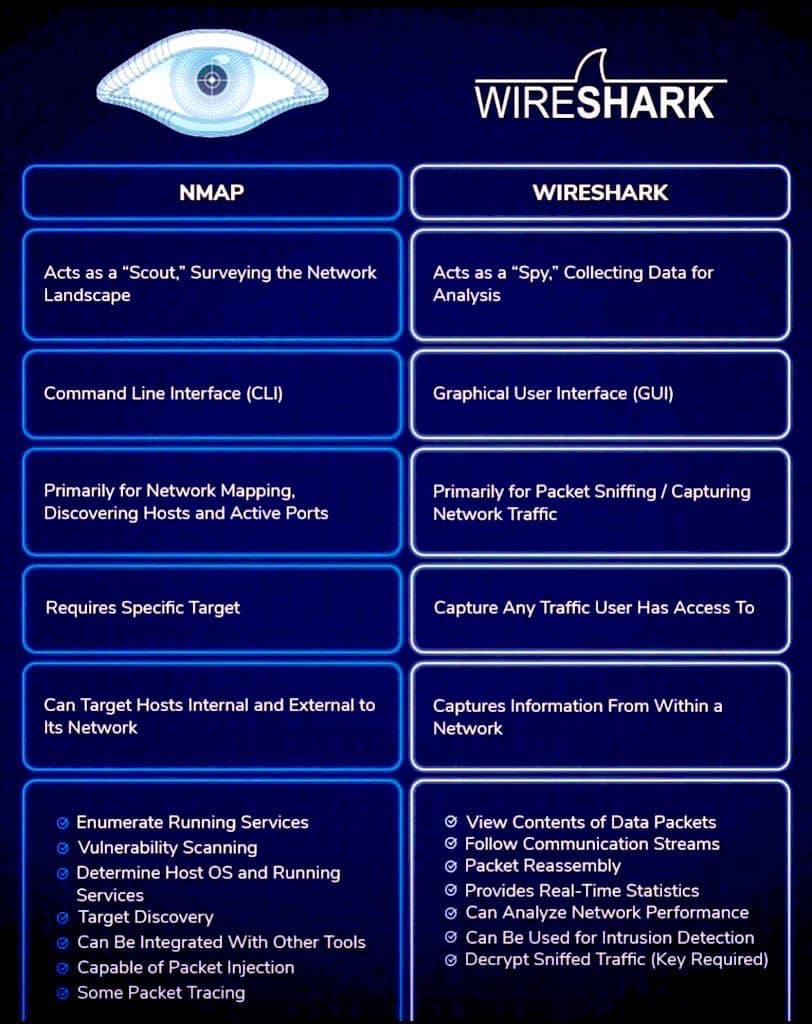 WIRESHARK
NMAP
WIRESHARK
Acts as a “Scout,” Surveying the Network
Landscape
Acts as a “Spy,” Collecting Data for
Analysis
Command Line Interface (CLI)
Graphical User Interface (GUI)
Primarily for Network Mapping,
Discovering Hosts and Active Ports
Primarily for Packet Sniffing / Capturing
Network Traffic
Requires Specific Target
Capture Any Traffic User Has Access To
Can Target Hosts Internal and External to
Its Network
Captures Information From Within a
Network
Enumerate Running Services
Vulnerability Scanning
Determine Host OS and Running
Services
Target Discovery
Can Be Integrated With Other Tools
Capable of Packet Injection
Some Packet Tracing
View Contents of Data Packets
Follow Communication Streams
Packet Reassembly
Provides Real-Time Statistics
Can Analyze Network Performance
Can Be Used for Intrusion Detection
Decrypt Sniffed Traffic (Key Required)